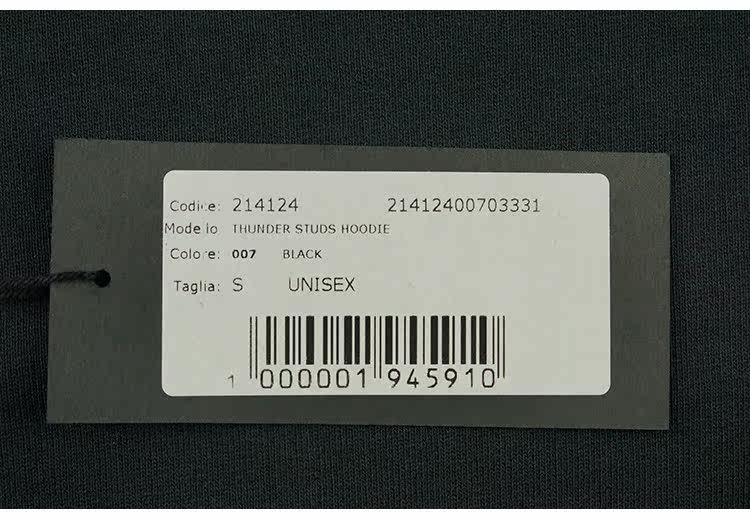 Codice: 214124 21412400703331
Modello THUNDER STUDS HOODIE
Colore: 007 BLACK
Taglia: S UNISEX
1 000001 945910